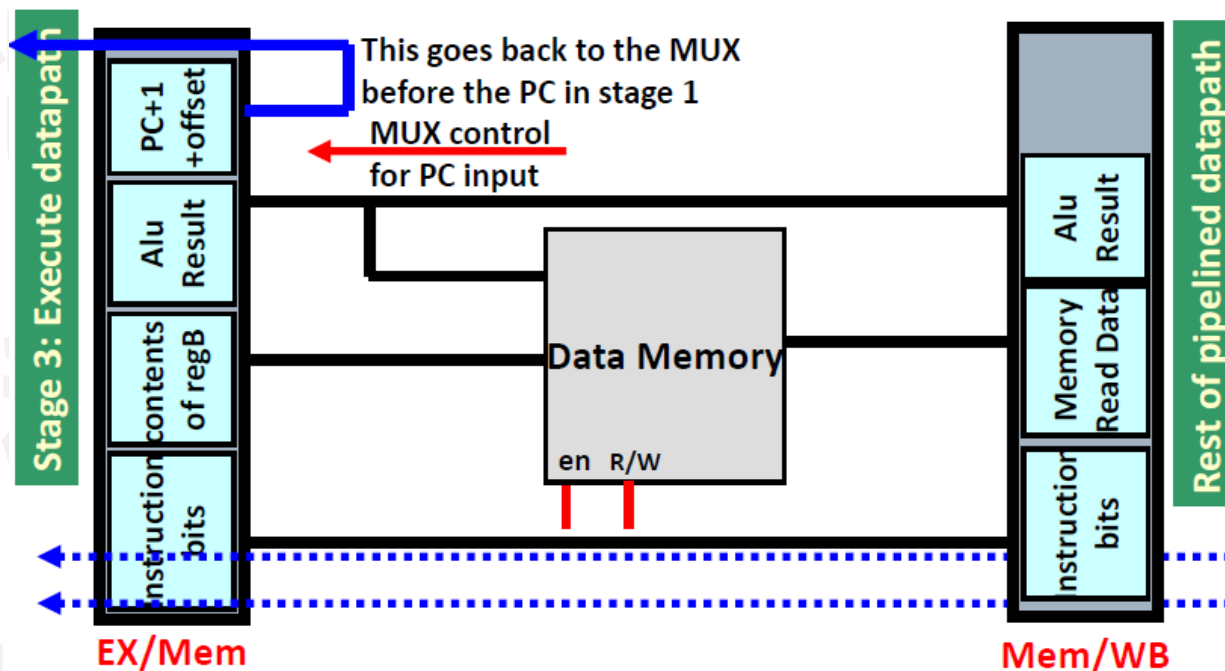 Stage 3: Execute datapath
This goes back to the MUX
before the PC in stage 1
MUX control
for PC input
PC+1
+offset
Alu
Result
contents
of regB
nstruction
bits
Data Memory
en R/W
Alu
Result
Memory
Read Data
nstruction
bits
Rest of pipelined datapath
EX/Mem
Mem/WB